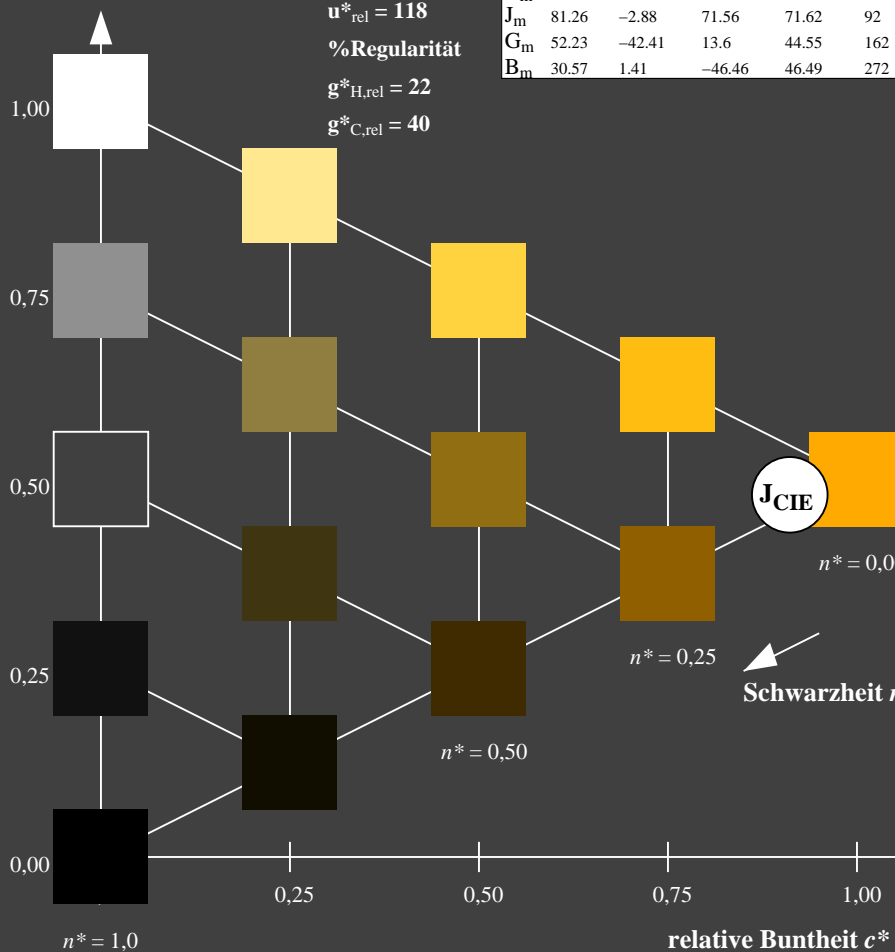 u*rel = 118
%Regularität
g*H,rel = 22
g*C,rel = 40
Jm 81.26 −2.88 71.56 71.62 92
Gm 52.23 −42.41 13.6 44.55 162
Bm 30.57 1.41 −46.46 46.49 272
1,00
0,75
0,50
JCIE
n* = 0,0
0,25
n* = 0,25
Schwarzheit
n* = 0,50
0,00
0,25 0,50 0,75 1,00
n* = 1,0
relative Buntheit c*